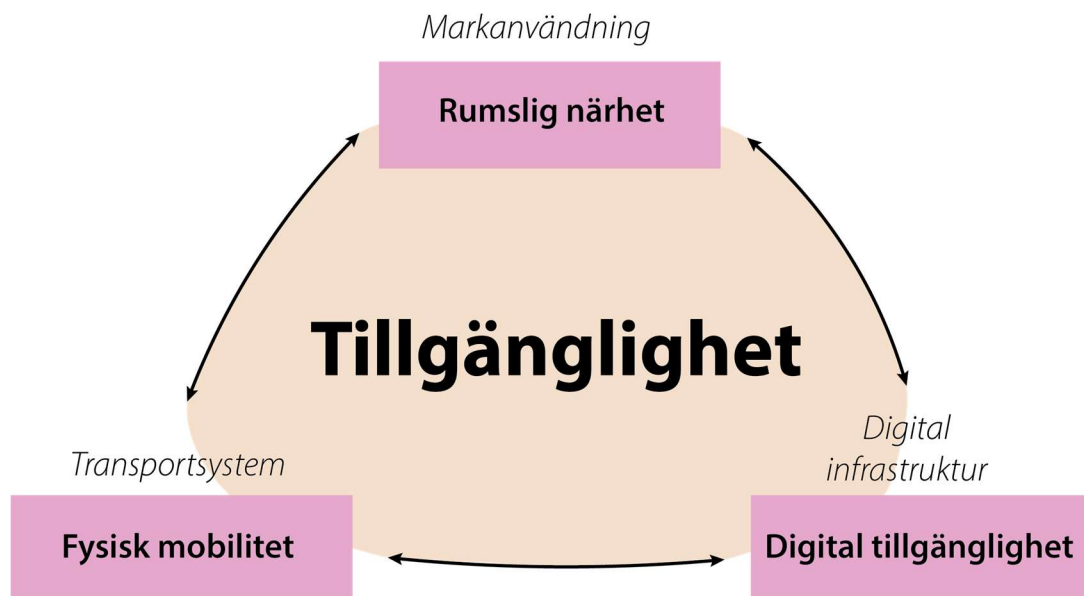 Markanvändning
Rumslig närhet
Tillgänglighet
Transportsystem
Fysisk mobilitet
Digital
infrastruktur
Digital tillgänglighet